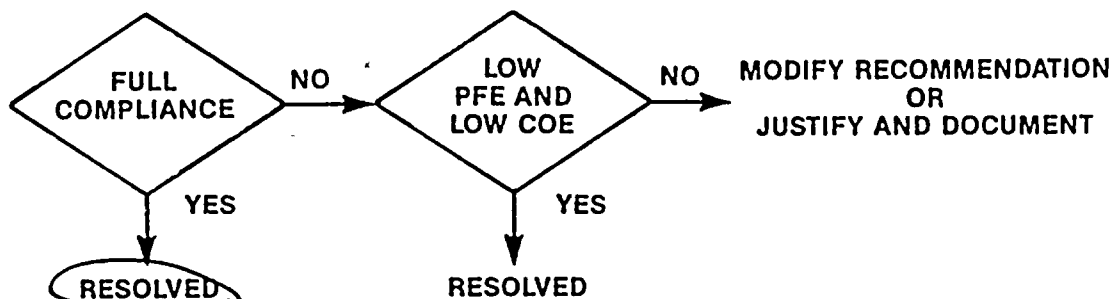 FULL
COMPLIANCE
NO
LOW
PFE AND
LOW COE
NO
MODIFY RECOMMENDATION
OR
JUSTIFY AND DOCUMENT
YES
YES
RESOLVED
RESOLVED